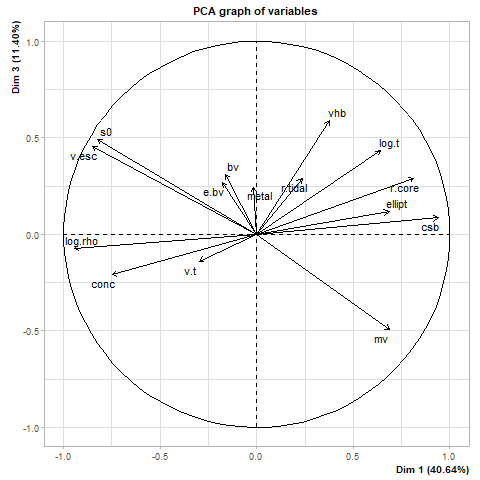 PCA graph of variables
Dim 3 (11.40%)
1.0
0.5
0.0
-0.5
-1.0
vhb
s0
log.t
v.esc
bv
e.bv
r.tidal
r.core
metal
ellipt
csb
log.rho
v.t
conc
mv
-1.0 -0.5 0.0 0.5 1.0
Dim 1 (40.64%)